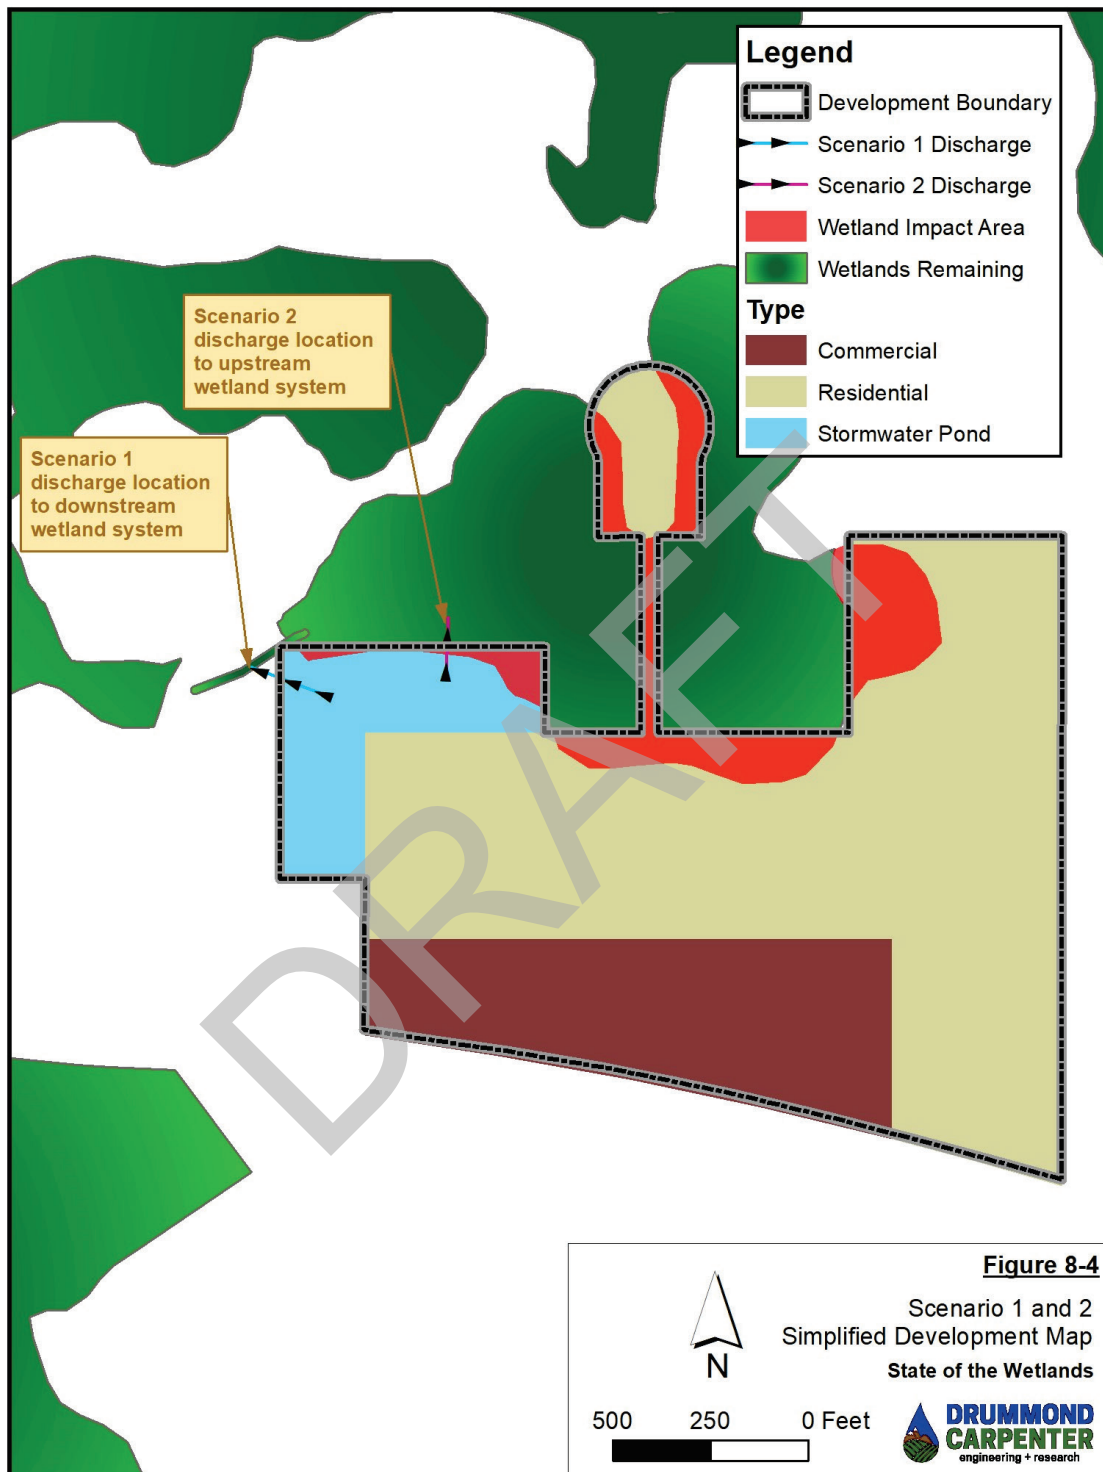 Legend
Development Boundary
Scenario 1 Discharge
Scenario 2 Discharge
Wetland Impact Area
Wetlands Remaining
Type
Commercial
Residential
Stormwater Pond
Scenario 2
discharge location
to upstream
wetland system
Scenario 1
discharge location
to downstream
wetland system
DRAFT
Figure 8-4
Scenario 1 and 2
Simplified Development Map
State of the Wetlands
N
500 250 0 Feet
DRUMMOND
CARPENTER
engineering + research